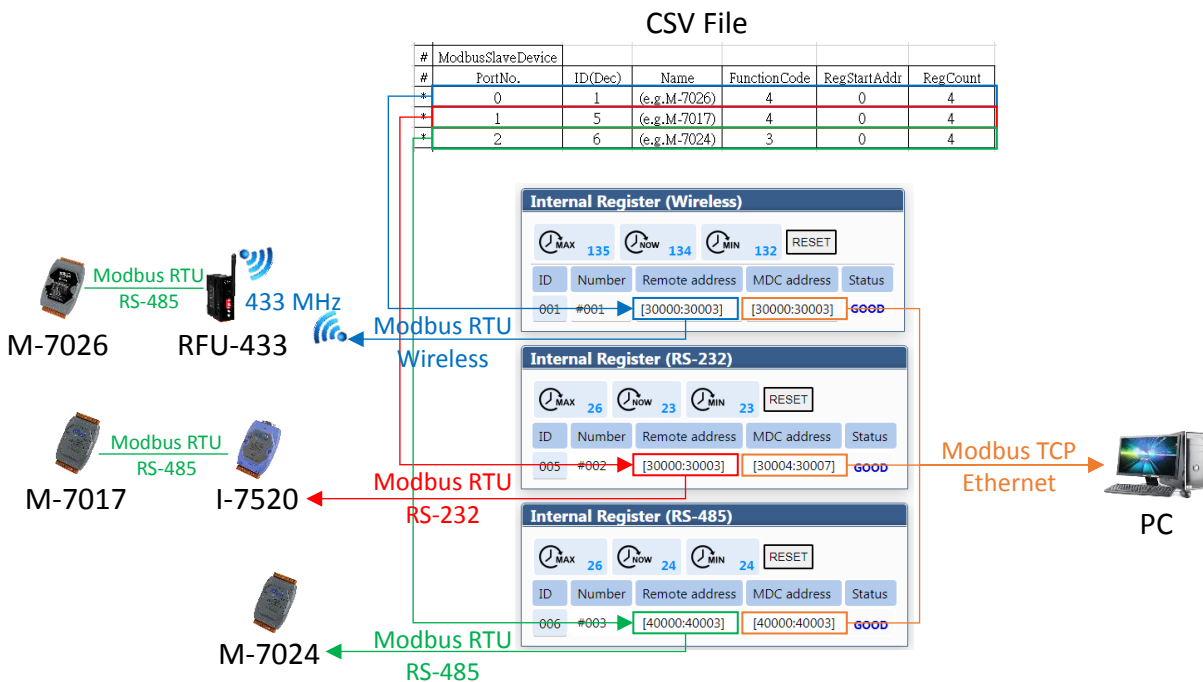 CSV File
# ModbusSlaveDevice
# PortNo. ID(Dec) Name FunctionCode RegStartAddr RegCount
* 0 1 (e.g.M-7026) 4 0 4
* 1 5 (e.g.M-7017) 4 0 4
* 2 6 (e.g.M-7024) 3 0 4
Internal Register (Wireless)
MAX 135 NOW 134 MIN 132 RESET
ID Number Remote address MDC address Status
001 #001 [30000:30003] [30000:30003] GOOD
Modbus RTU
RS-485
433 MHz
M-7026
RFU-433
Modbus RTU
Wireless
Internal Register (RS-232)
MAX 26 NOW 23 MIN 23 RESET
ID Number Remote address MDC address Status
005 #002 [30000:30003] [30004:30007] GOOD
Modbus RTU
RS-485
M-7017
I-7520
Modbus RTU
RS-232
Modbus TCP
Ethernet
PC
Internal Register (RS-485)
MAX 26 NOW 24 MIN 24 RESET
ID Number Remote address MDC address Status
006 #003 [40000:40003] [40000:40003] GOOD
M-7024
Modbus RTU
RS-485